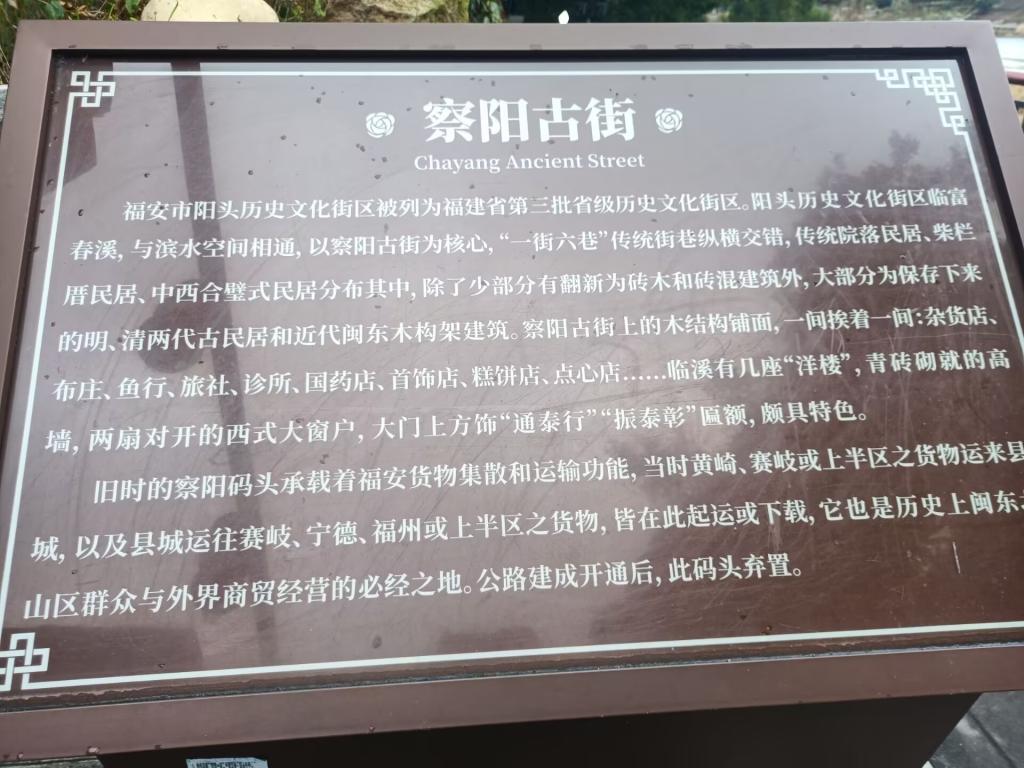 察阳古街
Chayang Ancient Street
福安市阳头历史文化街区被列为福建省第三批省级历史文化街区。阳头历史文化街区临富
春溪，与滨水空间相通，以察阳古街为核心，“一街六巷”传统街巷纵横交错，传统院落民居、柴栏
厝民居、中西合璧式民居分布其中，除了少部分有翻新为砖木和砖混建筑外，大部分为保存下来
的明、清两代古民居和近代闽东木构架建筑。察阳古街上的木结构铺面，一间挨着一间：杂货店、
布庄、鱼行、旅社、诊所、国药店、首饰店、糕饼店、点心店……临溪有几座“洋楼”，青砖砌就的高
墙，两扇对开的西式大窗户，大门上方饰“通泰行”“振泰彰”匾额，颇具特色。
旧时的察阳码头承载着福安货物集散和运输功能，当时黄崎、赛岐或上半区之货物运来县
城，以及县城运往赛岐、宁德、福州或上半区之货物，皆在此起运或下载，它也是历史上闽东
山区群众与外界商贸经营的必经之地。公路建成开通后，此码头弃置。